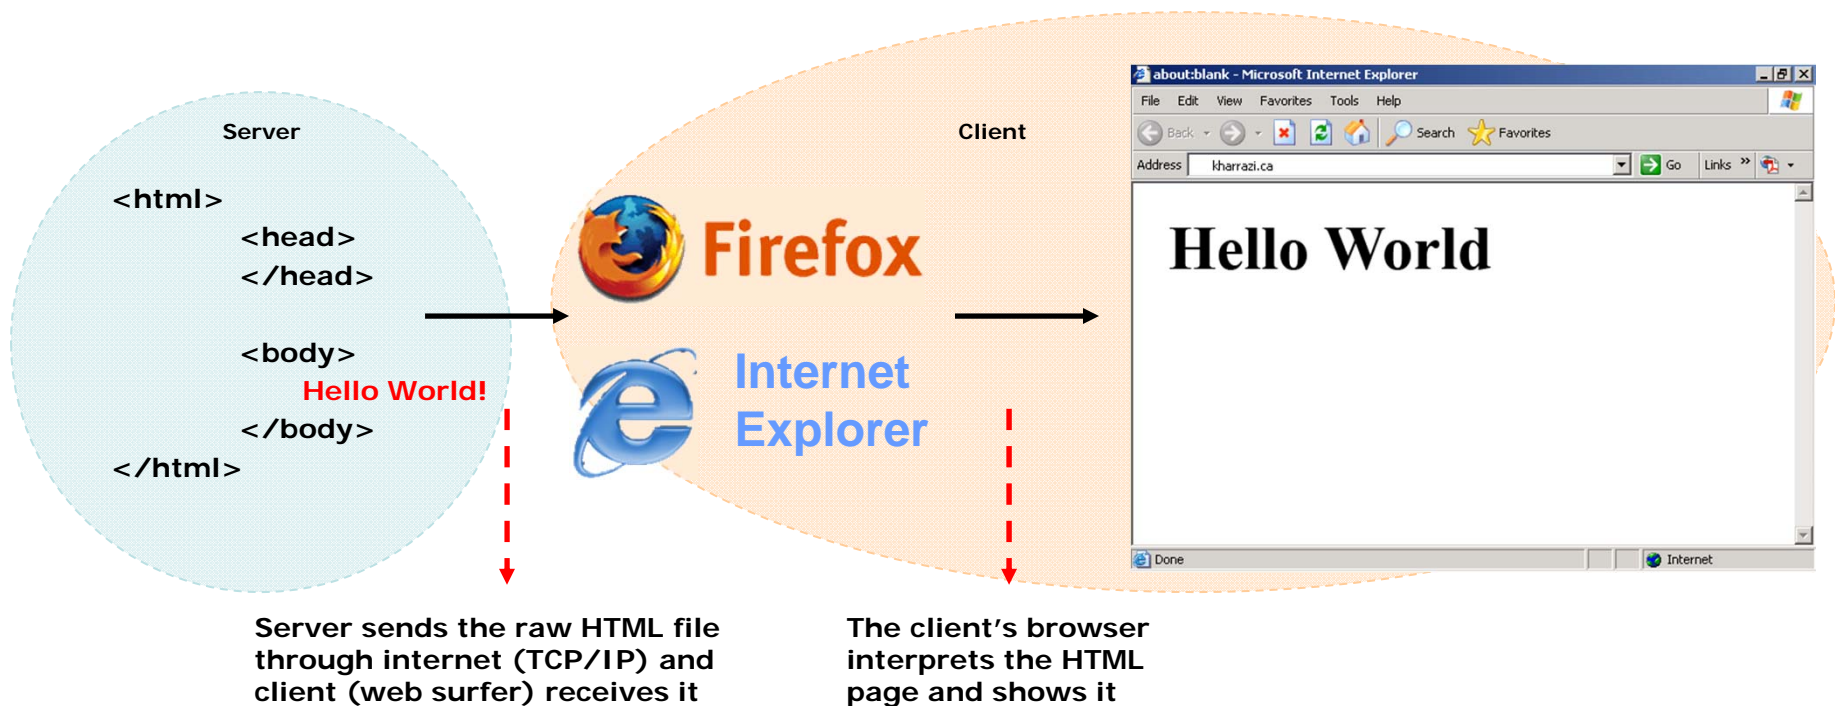 Server
<html>
<head>
</head>
<body>
Hello World!
</body>
</html>
Client
Firefox
Internet
Explorer
about:blank - Microsoft Internet Explorer
File Edit View Favorites Tools Help
Back Search Favorites
Address kharrazi.ca Go Links »
Hello World
Done Internet
Server sends the raw HTML file
through internet (TCP/IP) and
client (web surfer) receives it
The client's browser
interprets the HTML
page and shows it